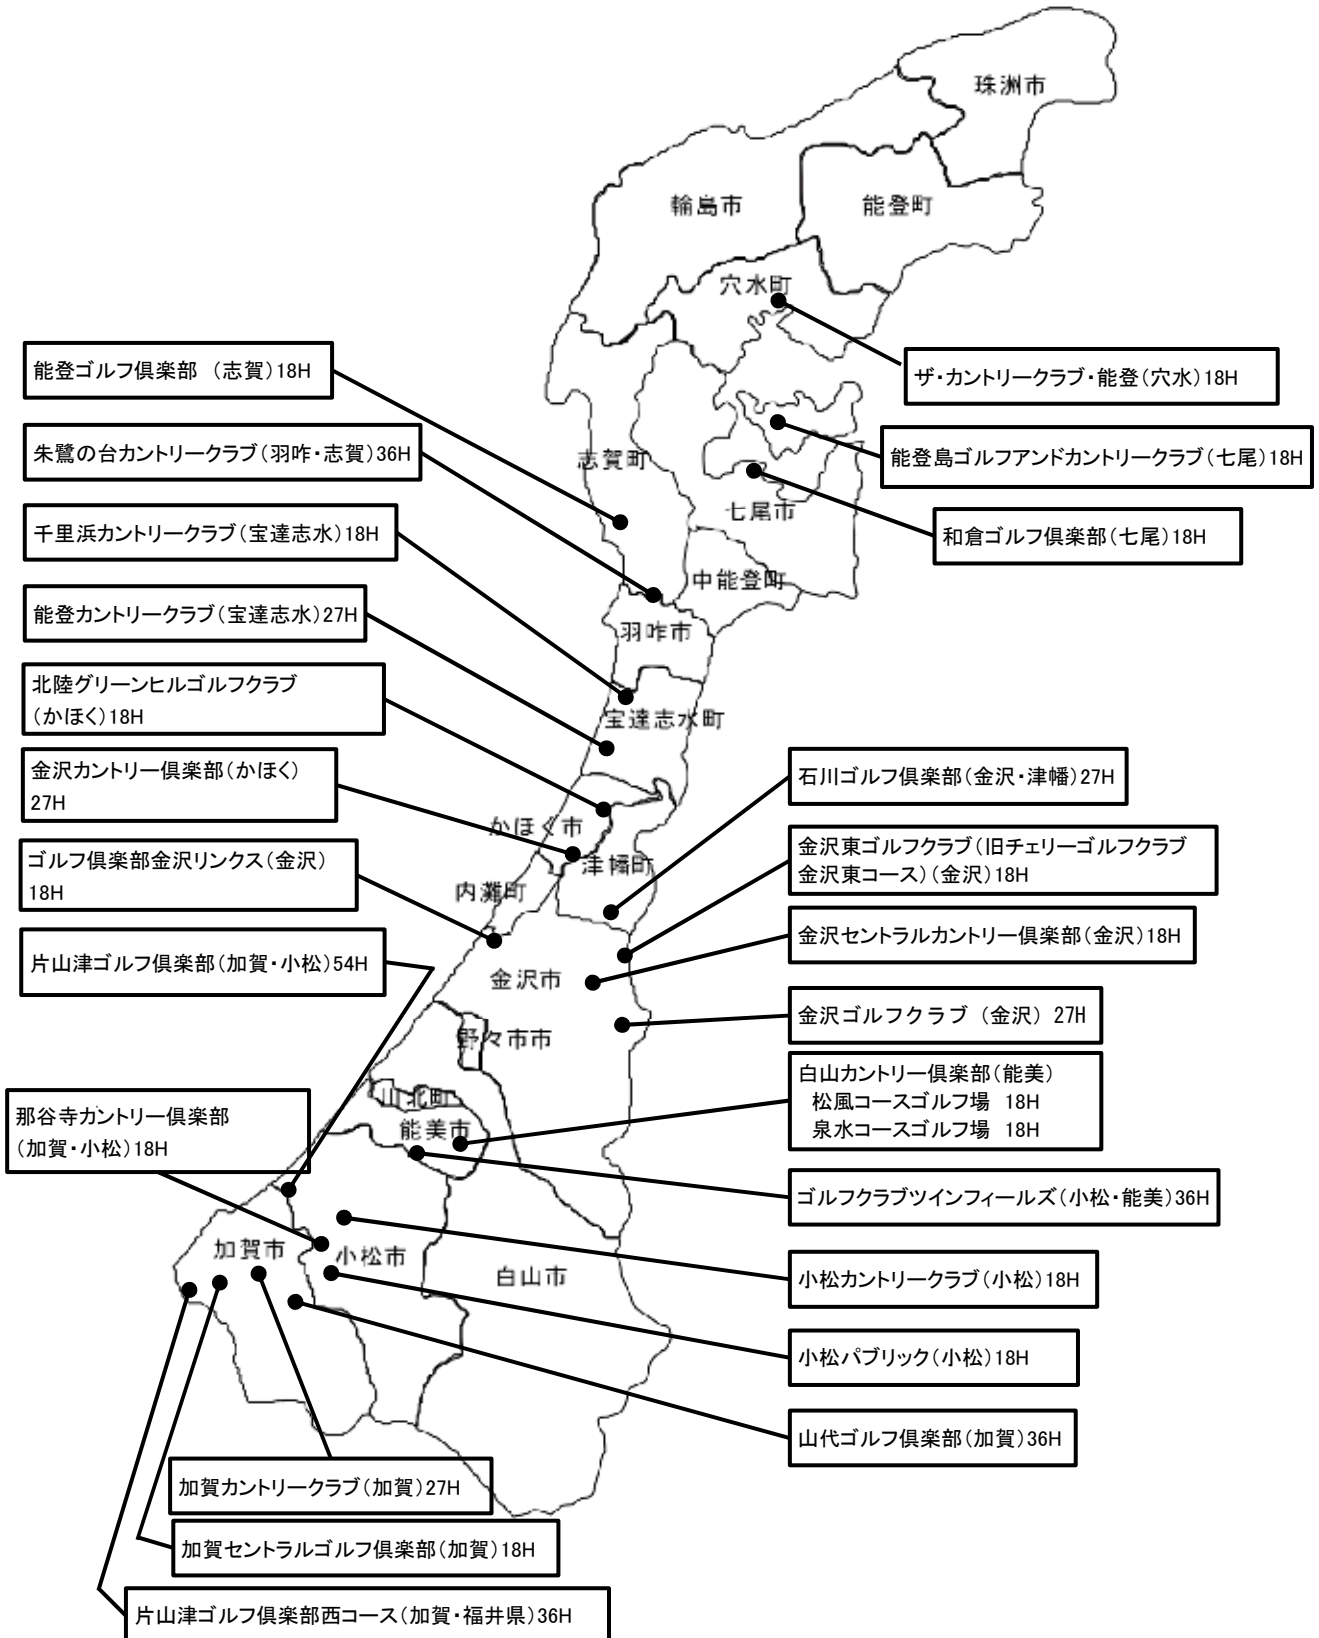 珠洲市
輪島市
能登町
穴水町
能登ゴルフ倶楽部 （志賀）18H
ザ・カントリークラブ・能登（穴水）18H
朱鷺の台カントリークラブ（羽咋・志賀）36H
志賀町
能登島ゴルフアンドカントリークラブ（七尾）18H
七尾市
千里浜カントリークラブ（宝達志水）18H
和倉ゴルフ倶楽部（七尾）18H
中能登町
能登カントリークラブ（宝達志水）27H
羽咋市
北陸グリーンヒルゴルフクラブ
（かほく）18H
宝達志水町
金沢カントリー倶楽部（かほく）
27H
石川ゴルフ倶楽部（金沢・津幡）27H
かほく市
ゴルフ倶楽部金沢リンクス（金沢）
18H
津幡町
金沢東ゴルフクラブ（旧チェリーゴルフクラブ
金沢東コース）（金沢）18H
内灘町
片山津ゴルフ倶楽部（加賀・小松）54H
金沢セントラルカントリー倶楽部（金沢）18H
金沢市
金沢ゴルフクラブ （金沢） 27H
野々市市
白山カントリー倶楽部（能美）
松風コースゴルフ場 18H
泉水コースゴルフ場 18H
川北町
能美市
那谷寺カントリー倶楽部
（加賀・小松）18H
ゴルフクラブツインフィールズ（小松・能美）36H
加賀市
小松市
白山市
小松カントリークラブ（小松）18H
小松パブリック（小松）18H
山代ゴルフ倶楽部（加賀）36H
加賀カントリークラブ（加賀）27H
加賀セントラルゴルフ倶楽部（加賀）18H
片山津ゴルフ倶楽部西コース（加賀・福井県）36H